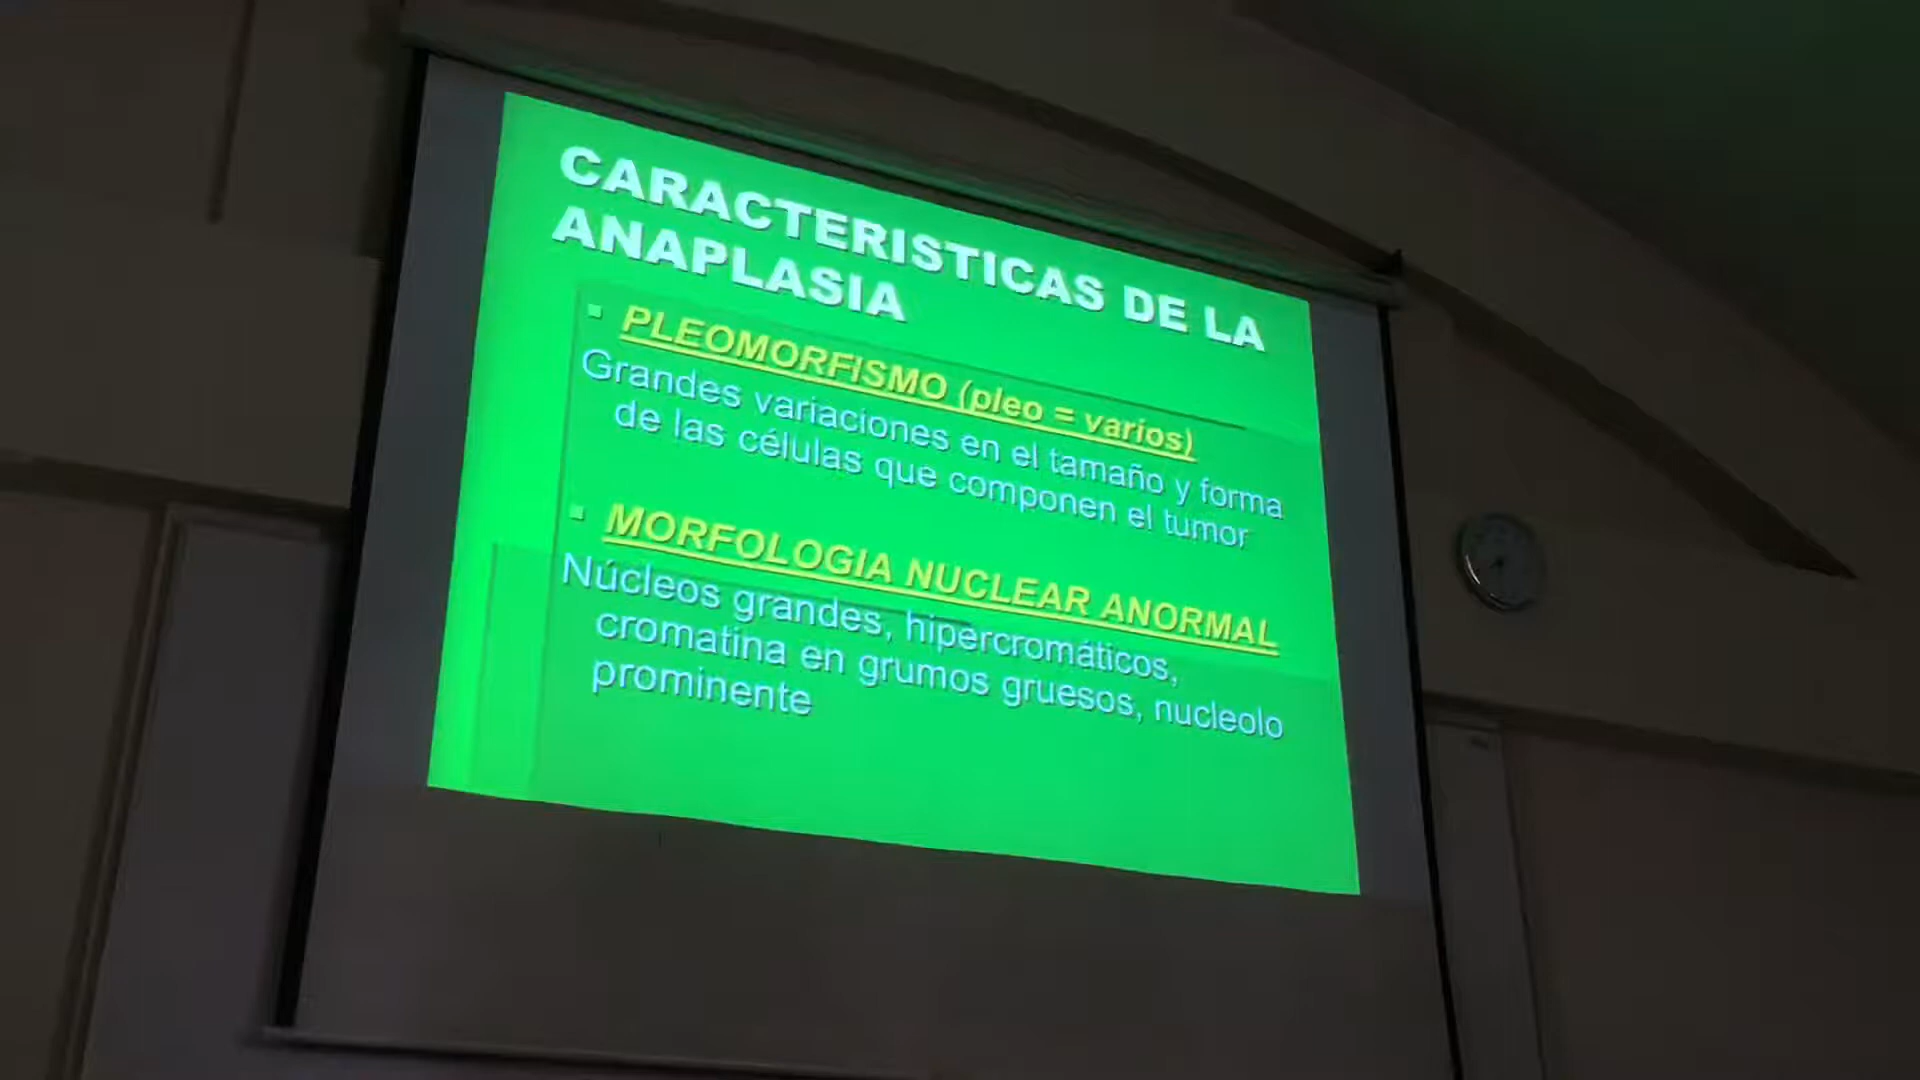 CARACTERISTICAS DE LA
ANAPLASIA
▪ PLEOMORFISMO (pleo = varios)
Grandes variaciones en el tamaño y forma
de las células que componen el tumor
▪ MORFOLOGIA NUCLEAR ANORMAL
Núcleos grandes, hipercromáticos,
cromatina en grumos gruesos, nucleolo
prominente